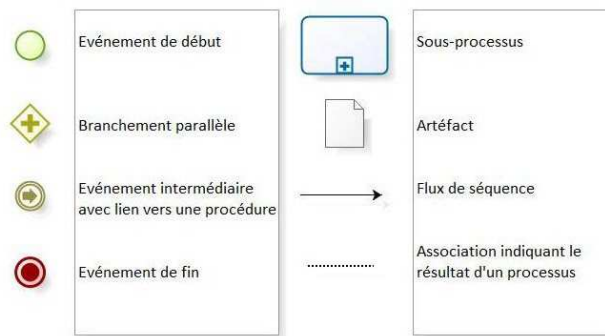 Evénement de début
Branchement parallèle
Evénement intermédiaire
avec lien vers une procédure
Evénement de fin
Sous-processus
Artéfact
Flux de séquence
Association indiquant le
résultat d'un processus